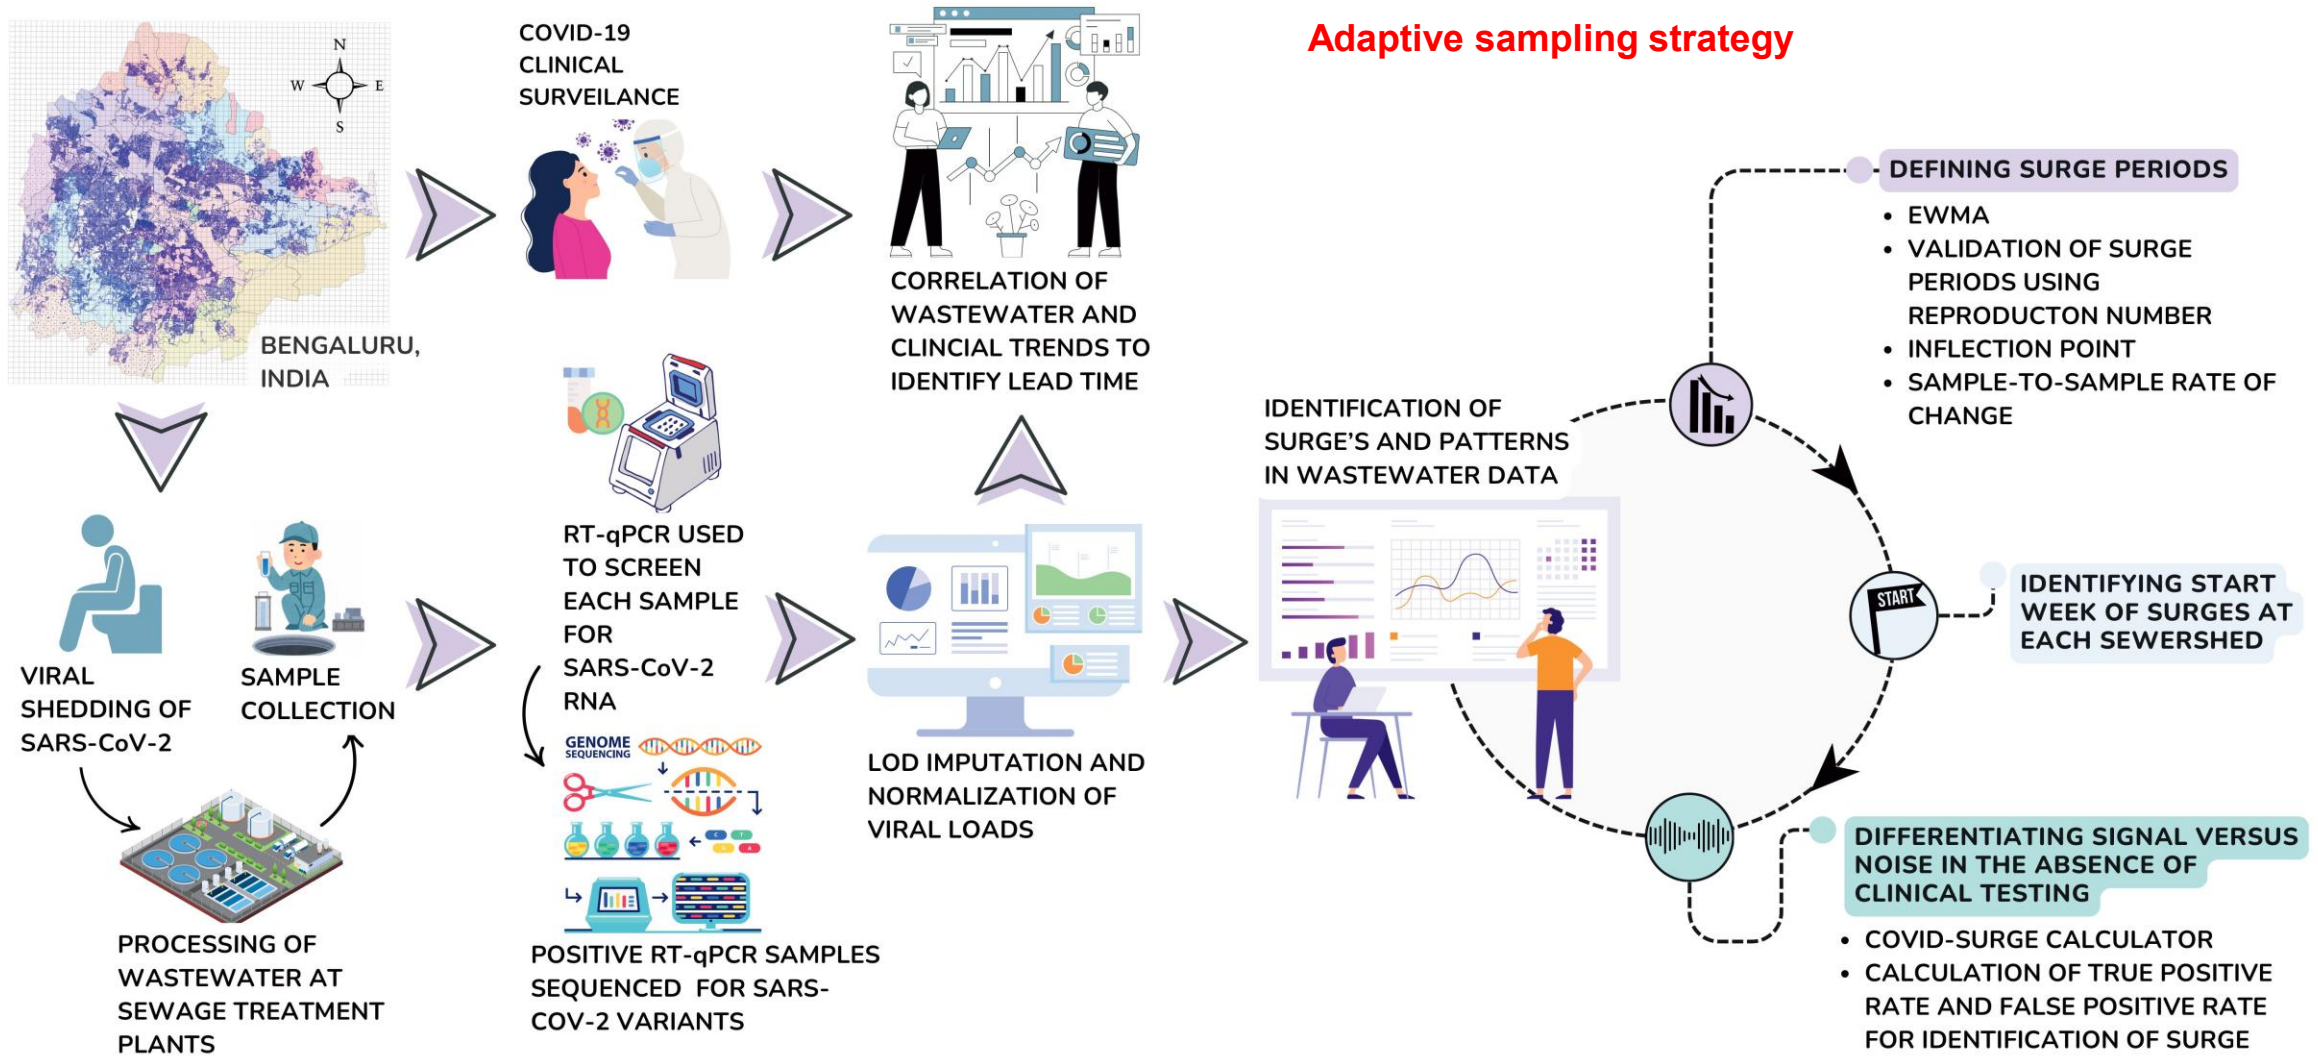 Adaptive sampling strategy
N
W
E
S
BENGALURU,
INDIA
COVID-19
CLINICAL
SURVEILANCE
CORRELATION OF
WASTEWATER AND
CLINCIAL TRENDS TO
IDENTIFY LEAD TIME
VIRAL
SHEDDING OF
SARS-CoV-2
SAMPLE
COLLECTION
PROCESSING OF
WASTEWATER AT
SEWAGE TREATMENT
PLANTS
RT-qPCR USED
TO SCREEN
EACH SAMPLE
FOR
SARS-CoV-2
RNA
GENOME
SEQUENCING
C T
G A
POSITIVE RT-qPCR SAMPLES
SEQUENCED FOR SARS-
COV-2 VARIANTS
LOD IMPUTATION AND
NORMALIZATION OF
VIRAL LOADS
IDENTIFICATION OF
SURGE'S AND PATTERNS
IN WASTEWATER DATA
DEFINING SURGE PERIODS
• EWMA
• VALIDATION OF SURGE
PERIODS USING
REPRODUCTON NUMBER
• INFLECTION POINT
• SAMPLE-TO-SAMPLE RATE OF
CHANGE
START
IDENTIFYING START
WEEK OF SURGES AT
EACH SEWERSHED
DIFFERENTIATING SIGNAL VERSUS
NOISE IN THE ABSENCE OF
CLINICAL TESTING
• COVID-SURGE CALCULATOR
• CALCULATION OF TRUE POSITIVE
RATE AND FALSE POSITIVE RATE
FOR IDENTIFICATION OF SURGE